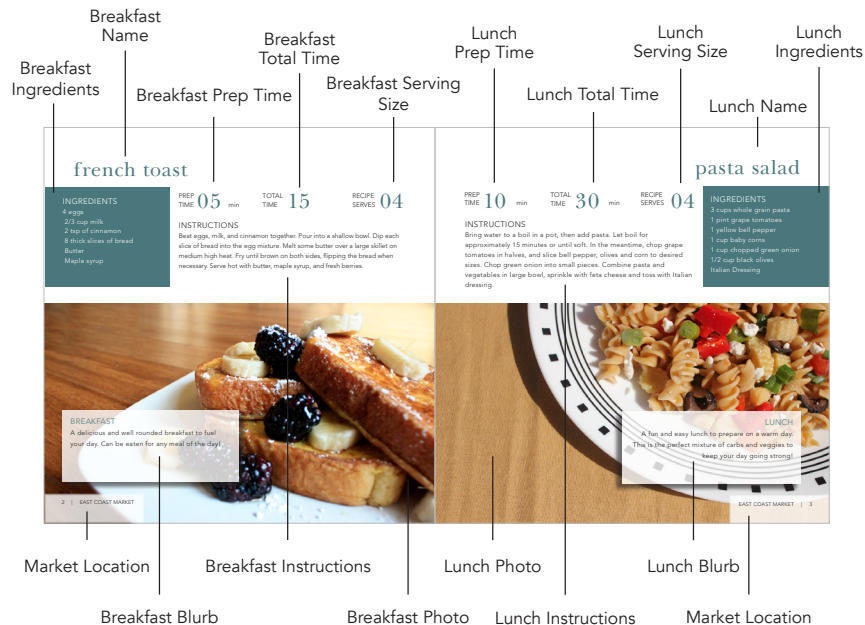 Breakfast
Name
Breakfast
Total Time
Lunch
Prep Time
Lunch
Serving Size
Lunch
Ingredients
Breakfast
Ingredients
Breakfast Prep Time
Breakfast Serving
Size
Lunch Total Time
Lunch Name
french toast
INGREDIENTS
4 eggs
2/3 cup milk
2 tsp of cinnamon
8 thick slices of bread
Butter
Maple syrup
PREP
TIME 05 min
TOTAL
TIME 15
RECIPE
SERVES 04
INSTRUCTIONS
Beat eggs, milk, and cinnamon together. Pour into a shallow bowl. Dip each
slice of bread into the egg mixture. Melt some butter over a large skillet on
medium high heat. Fry until brown on both sides, flipping the bread when
necessary. Serve hot with butter, maple syrup, and fresh berries.
pasta salad
PREP
TIME 10 min
TOTAL
TIME 30 min
RECIPE
SERVES 04
INSTRUCTIONS
Bring water to a boil in a pot, then add pasta. Let boil for
approximately 15 minutes or until soft. In the meantime, chop grape
tomatoes in halves, and slice bell pepper, olives and corn to desired
sizes. Chop green onion into small pieces. Combine pasta and
vegetables in large bowl, sprinkle with feta cheese and toss with Italian
dressing.
INGREDIENTS
3 cups whole grain pasta
1 pint grape tomatoes
1 yellow bell pepper
1 cup baby corns
1 cup chopped green onion
1/2 cup black olives
Italian Dressing
BREAKFAST
A delicious and well rounded breakfast to fuel
your day. Can be eaten for any meal of the day!
2 | EAST COAST MARKET
LUNCH
A fun and easy lunch to prepare on a warm day.
This is the perfect mixture of carbs and veggies to
keep your day going strong!
EAST COAST MARKET | 3
Market Location
Breakfast Instructions
Lunch Photo
Lunch Blurb
Breakfast Blurb
Breakfast Photo
Lunch Instructions
Market Location